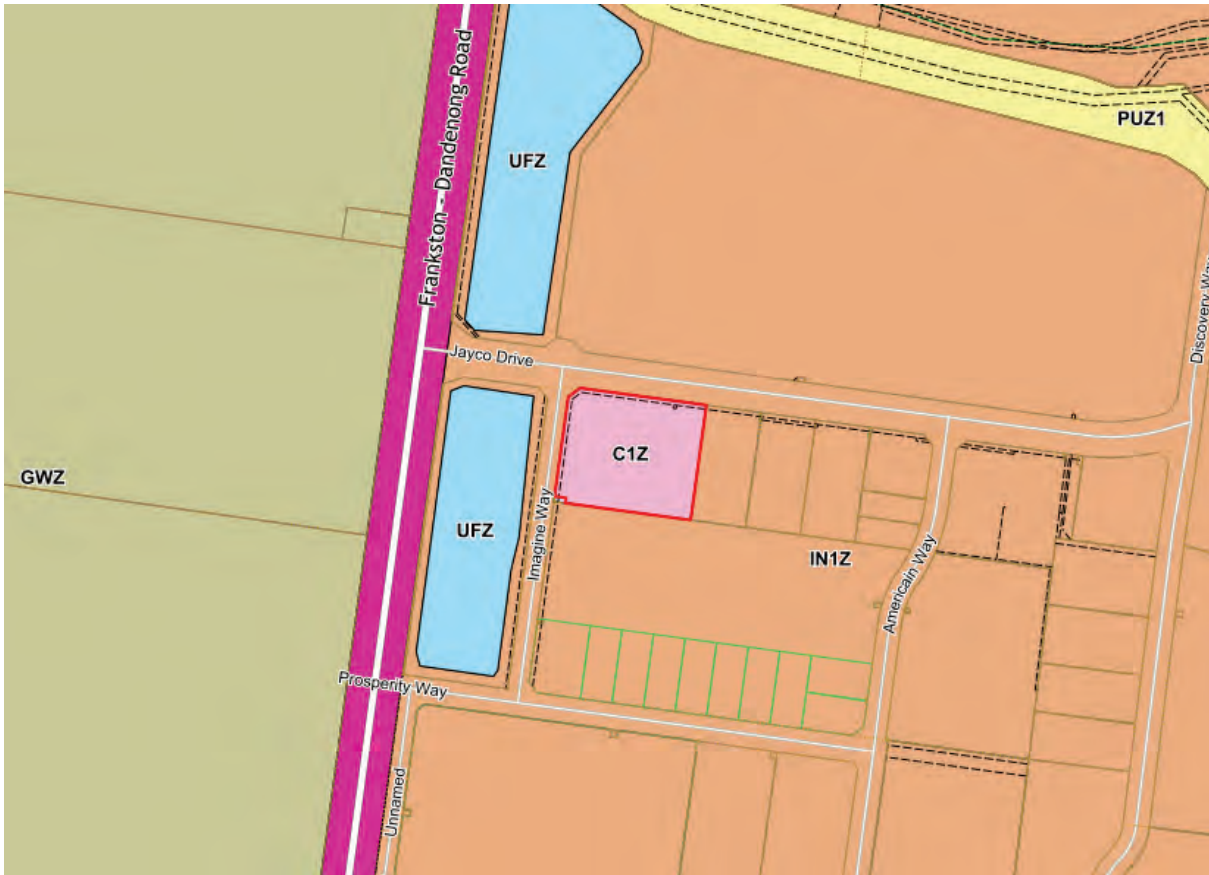 Frankston - Dandenong Road
UFZ
PUZ1
Discovery Way
Jayco Drive
C1Z
GWZ
UFZ
Imagine Way
IN1Z
Americain Way
Prosperity Way
Unnamed